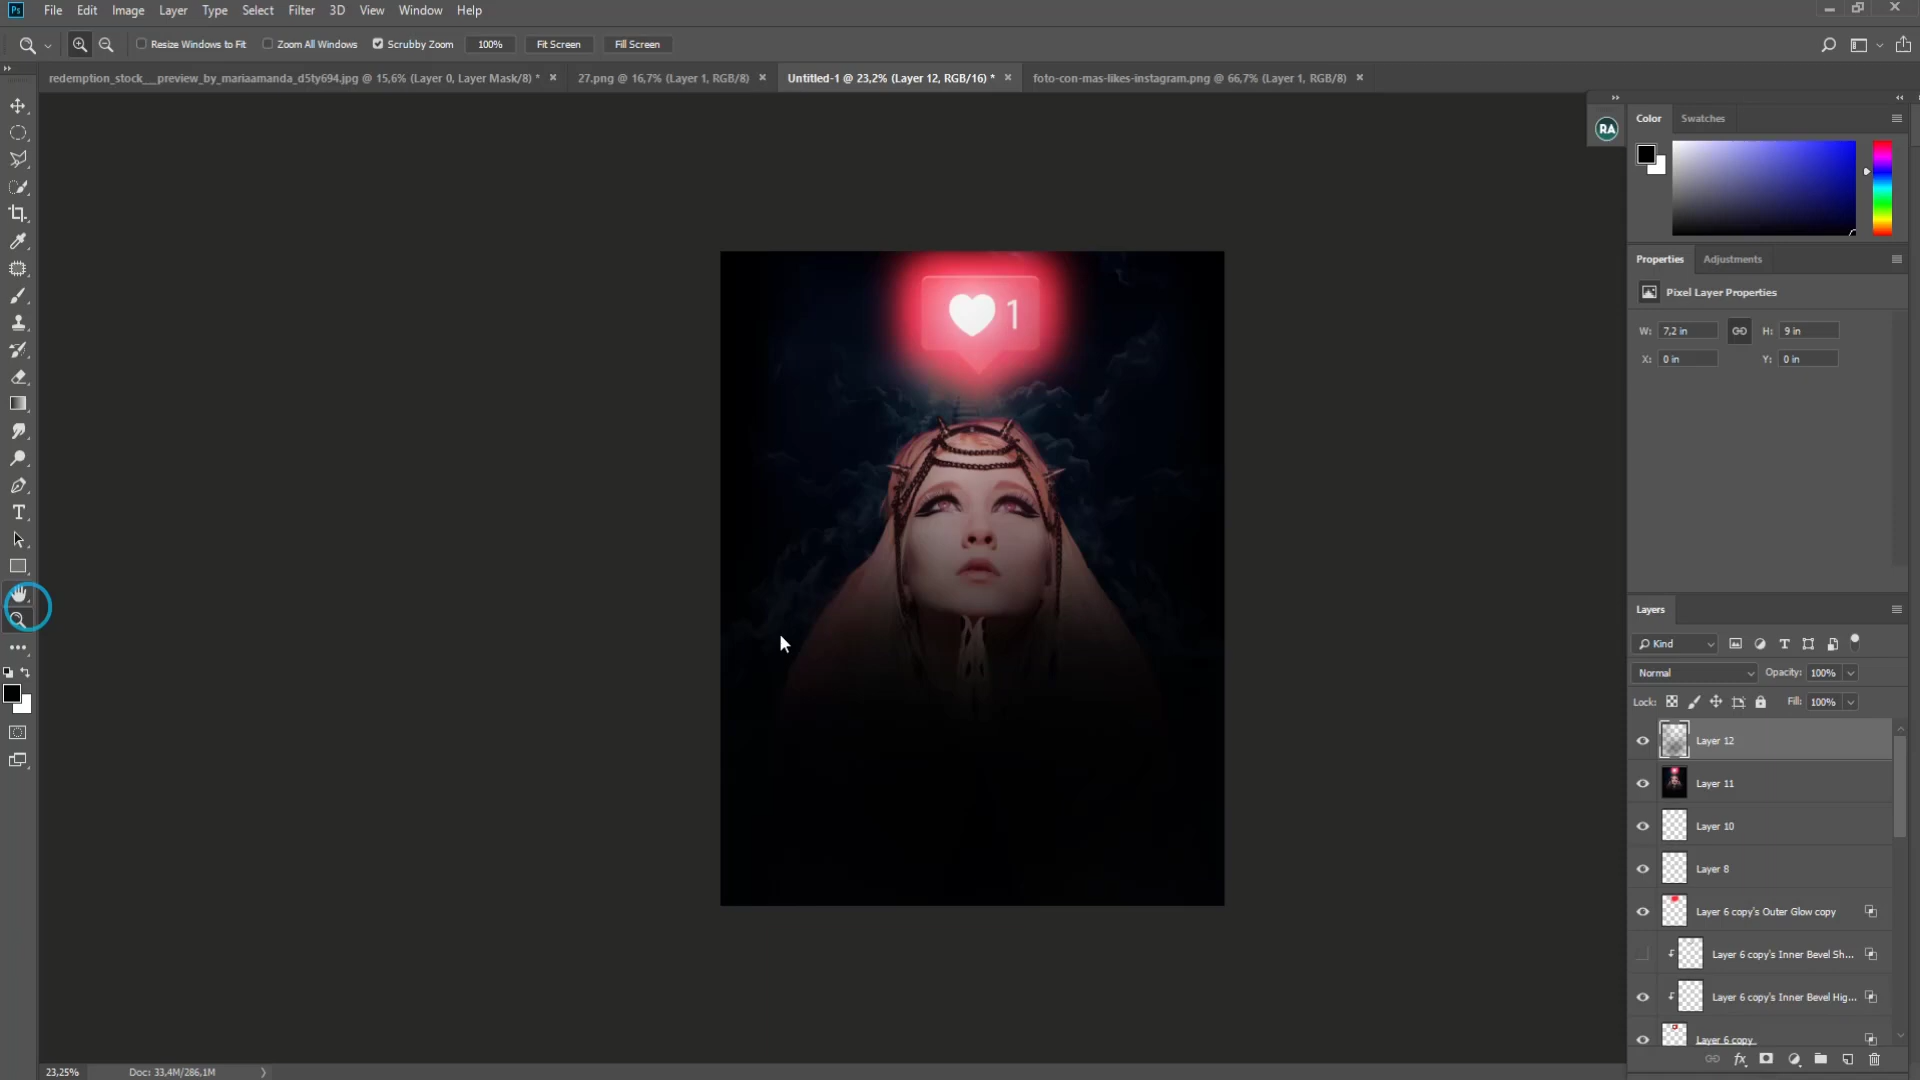 Ps File Edit Image Layer Type Select Filter 3D View Window Help
Resize Windows to Fit Zoom All Windows Scrubby Zoom 100% Fit Screen Fill Screen
redemption_stock___preview_by_mariaamanda_d5ty694.jpg @ 15,6% (Layer 0, Layer Mask/8) * × 27.png @ 16,7% (Layer 1, RGB/8) × Untitled-1 @ 23,2% (Layer 12, RGB/16) * × foto-con-mas-likes-instagram.png @ 66,7% (Layer 1, RGB/8) ×
RA
Color Swatches
Properties Adjustments
Pixel Layer Properties
W: 7,2 in H: 9 in
X: 0 in Y: 0 in
1
Layers
Kind
Normal Opacity: 100%
Lock: Fill: 100%
Layer 12
Layer 11
Layer 10
Layer 8
Layer 6 copy's Outer Glow copy
Layer 6 copy's Inner Bevel Sh...
Layer 6 copy's Inner Bevel Hig...
Layer 6 copy
fx
23,25% Doc: 33,4M/286,1M